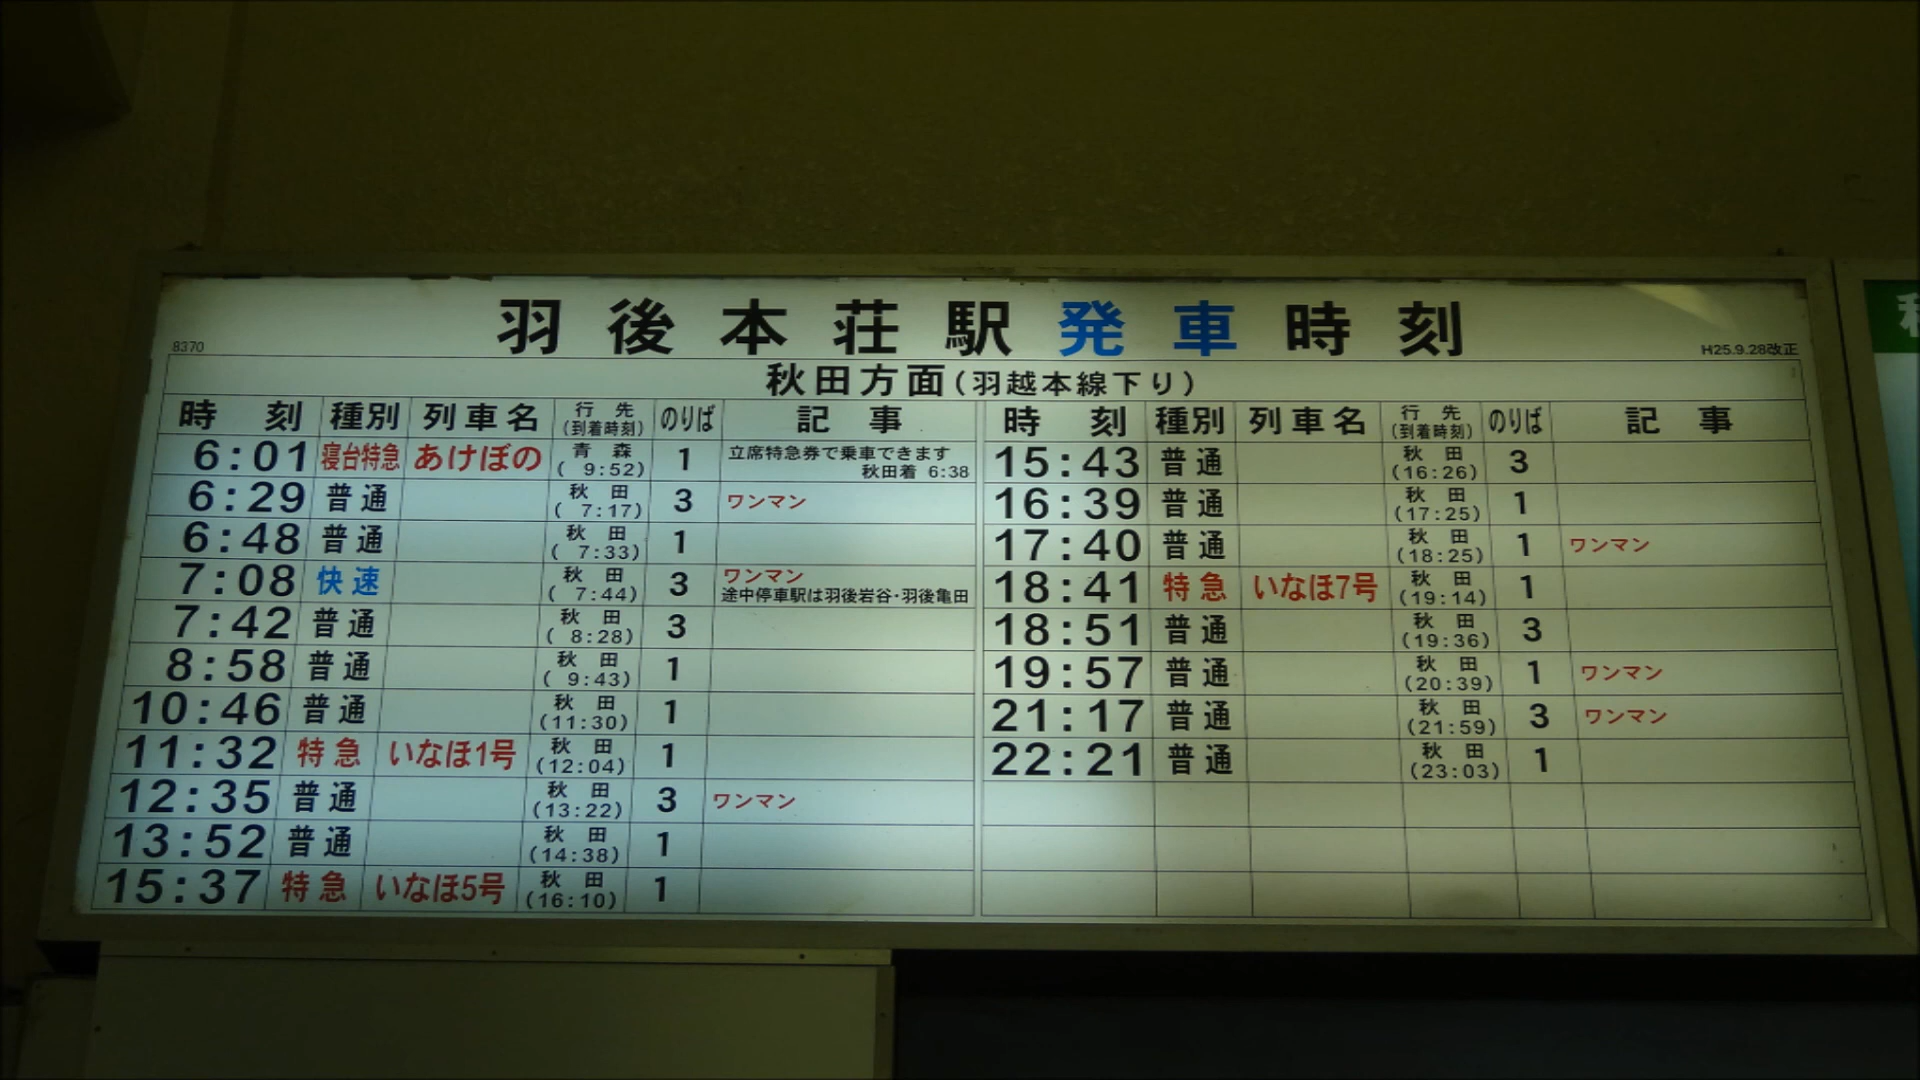 羽後本荘駅発車時刻
8370
H25.9.28改正
秋田方面(羽越本線下り)
時刻 種別 列車名 行先(到着時刻) のりば 記事
6:01 寝台特急 あけぼの 青森( 9:52) 1 立席特急券で乗車できます 秋田着 6:38
6:29 普通 秋田( 7:17) 3 ワンマン
6:48 普通 秋田( 7:33) 1
7:08 快速 秋田( 7:44) 3 ワンマン 途中停車駅は羽後岩谷・羽後亀田
7:42 普通 秋田( 8:28) 3
8:58 普通 秋田( 9:43) 1
10:46 普通 秋田(11:30) 1
11:32 特急 いなほ1号 秋田(12:04) 1
12:35 普通 秋田(13:22) 3 ワンマン
13:52 普通 秋田(14:38) 1
15:37 特急 いなほ5号 秋田(16:10) 1
時刻 種別 列車名 行先(到着時刻) のりば 記事
15:43 普通 秋田(16:26) 3
16:39 普通 秋田(17:25) 1
17:40 普通 秋田(18:25) 1 ワンマン
18:41 特急 いなほ7号 秋田(19:14) 1
18:51 普通 秋田(19:36) 3
19:57 普通 秋田(20:39) 1 ワンマン
21:17 普通 秋田(21:59) 3 ワンマン
22:21 普通 秋田(23:03) 1